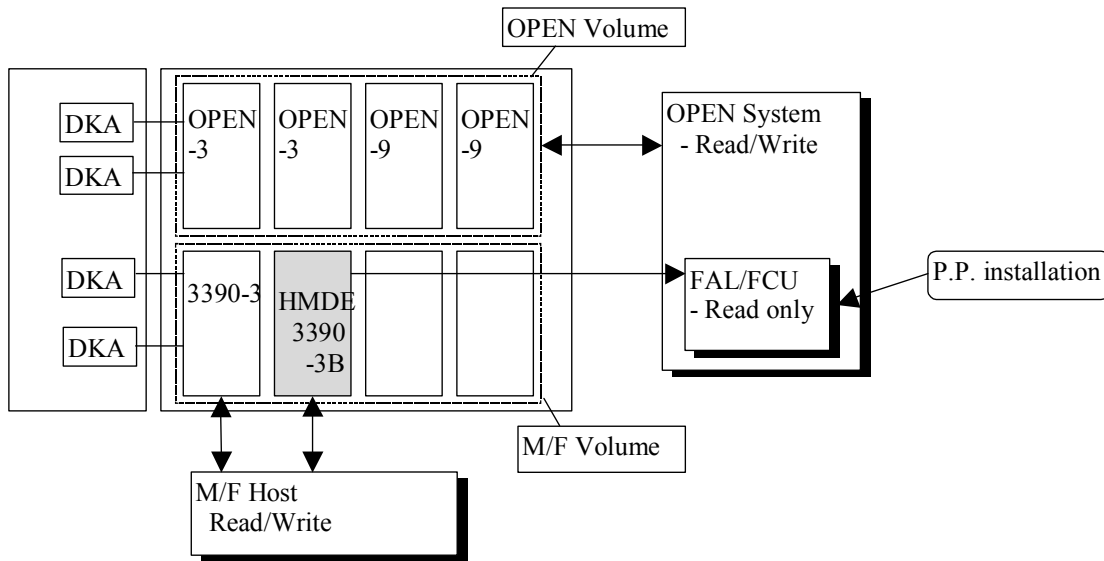 OPEN Volume
DKA
DKA
DKA
DKA
OPEN
-3
OPEN
-3
OPEN
-9
OPEN
-9
3390-3
HMDE
3390
-3B
OPEN System
- Read/Write
FAL/FCU
- Read only
P.P. installation
M/F Volume
M/F Host
Read/Write